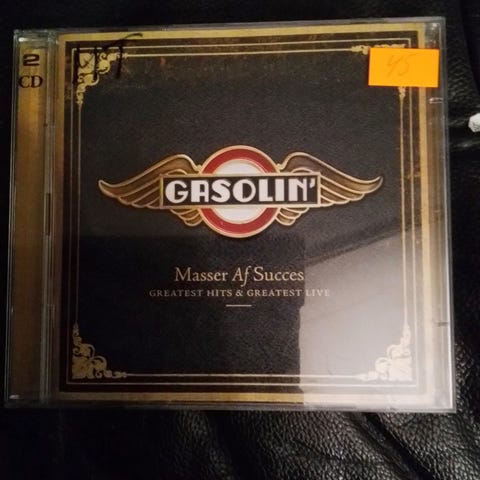 2
CD
45
GASOLIN'
Masser Af Succes
GREATEST HITS & GREATEST LIVE